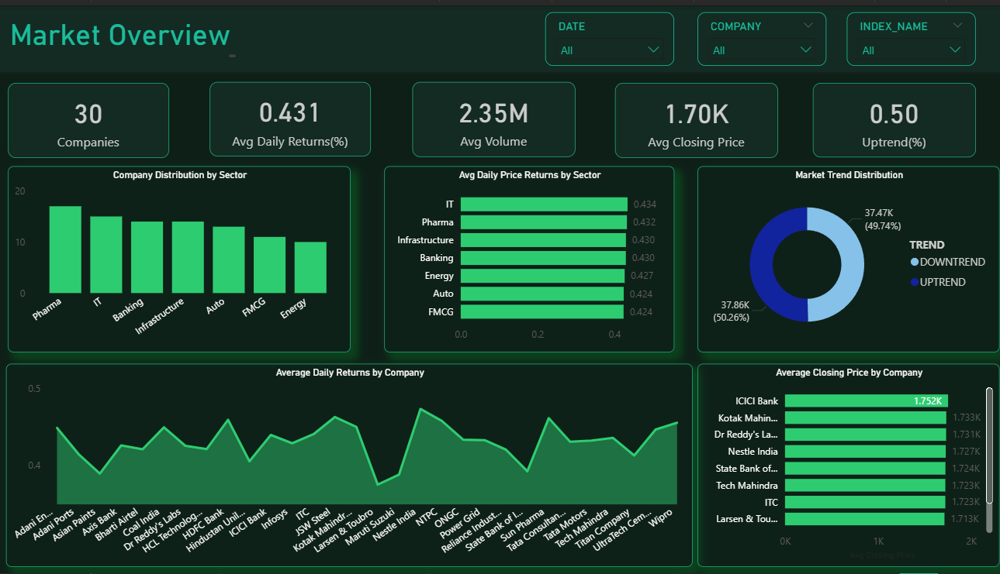 Market Overview
DATE
All
COMPANY
All
INDEX_NAME
All
30
Companies
0.431
Avg Daily Returns(%)
2.35M
Avg Volume
1.70K
Avg Closing Price
0.50
Uptrend(%)
Company Distribution by Sector
20
10
0
Pharma
IT
Banking
Infrastructure
Auto
FMCG
Energy
Avg Daily Price Returns by Sector
IT 0.434
Pharma 0.432
Infrastructure 0.430
Banking 0.430
Energy 0.427
Auto 0.424
FMCG 0.424
0.0 0.2 0.4
Market Trend Distribution
37.47K
(49.74%)
37.86K
(50.26%)
TREND
DOWNTREND
UPTREND
Average Daily Returns by Company
0.5
0.4
Adani En...
Adani Ports
Asian Paints
Axis Bank
Bharti Airtel
Coal India
Dr Reddy's Labs
HCL Technolog...
HDFC Bank
Hindustan Unil...
ICICI Bank
Infosys
ITC
JSW Steel
Kotak Mahindr...
Larsen & Toubro
Maruti Suzuki
Nestle India
NTPC
ONGC
Power Grid
Reliance Indust...
State Bank of I...
Sun Pharma
Tata Consultan...
Tata Motors
Tech Mahindra
Titan Company
UltraTech Cem...
Wipro
Average Closing Price by Company
ICICI Bank 1.752K
Kotak Mahin... 1.733K
Dr Reddy's La... 1.731K
Nestle India 1.727K
State Bank of... 1.724K
Tech Mahindra 1.723K
ITC 1.723K
Larsen & Tou... 1.713K
0K 1K 2K
Avg Closing Price